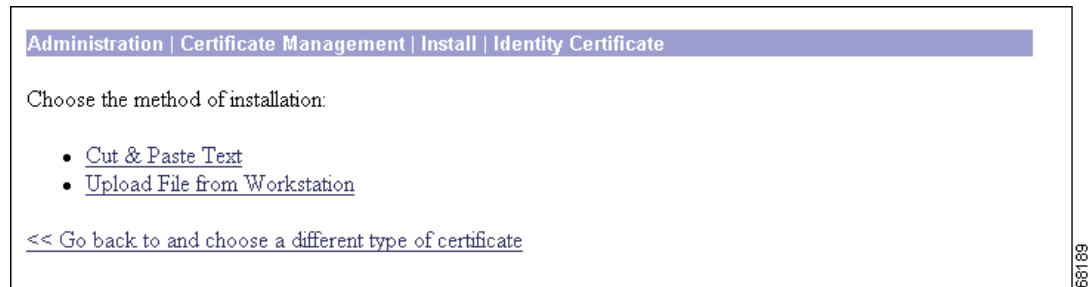 Administration | Certificate Management | Install | Identity Certificate
Choose the method of installation:
• Cut & Paste Text
• Upload File from Workstation
<< Go back to and choose a different type of certificate
68189